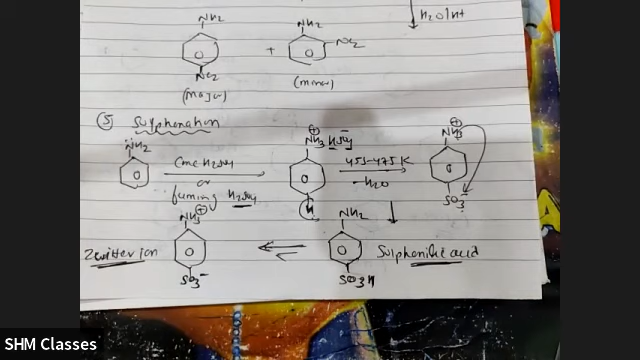 NH2
H2O/H+
NH2
+
NO2
NO2
(major)
(minor)
⑤ Sulphonation
NH2
Conc H2SO4
or
fuming H2SO4
⊕
NH3 HSO4
453-475 K
-H2O
H
⊕
NH3
SO3-
⊕
NH3
Zwitter ion
SO3-
NH2
Sulphanilic acid
SO3H
SHM Classes